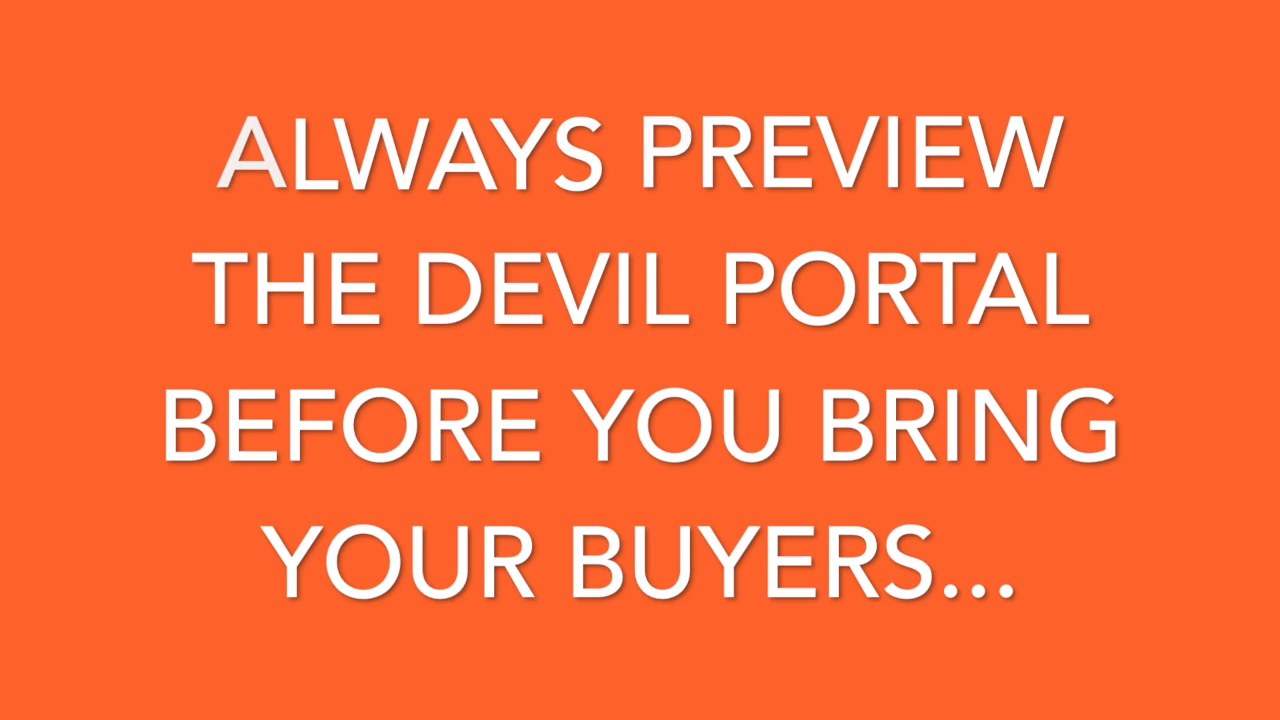 ALWAYS PREVIEW
THE DEVIL PORTAL
BEFORE YOU BRING
YOUR BUYERS...